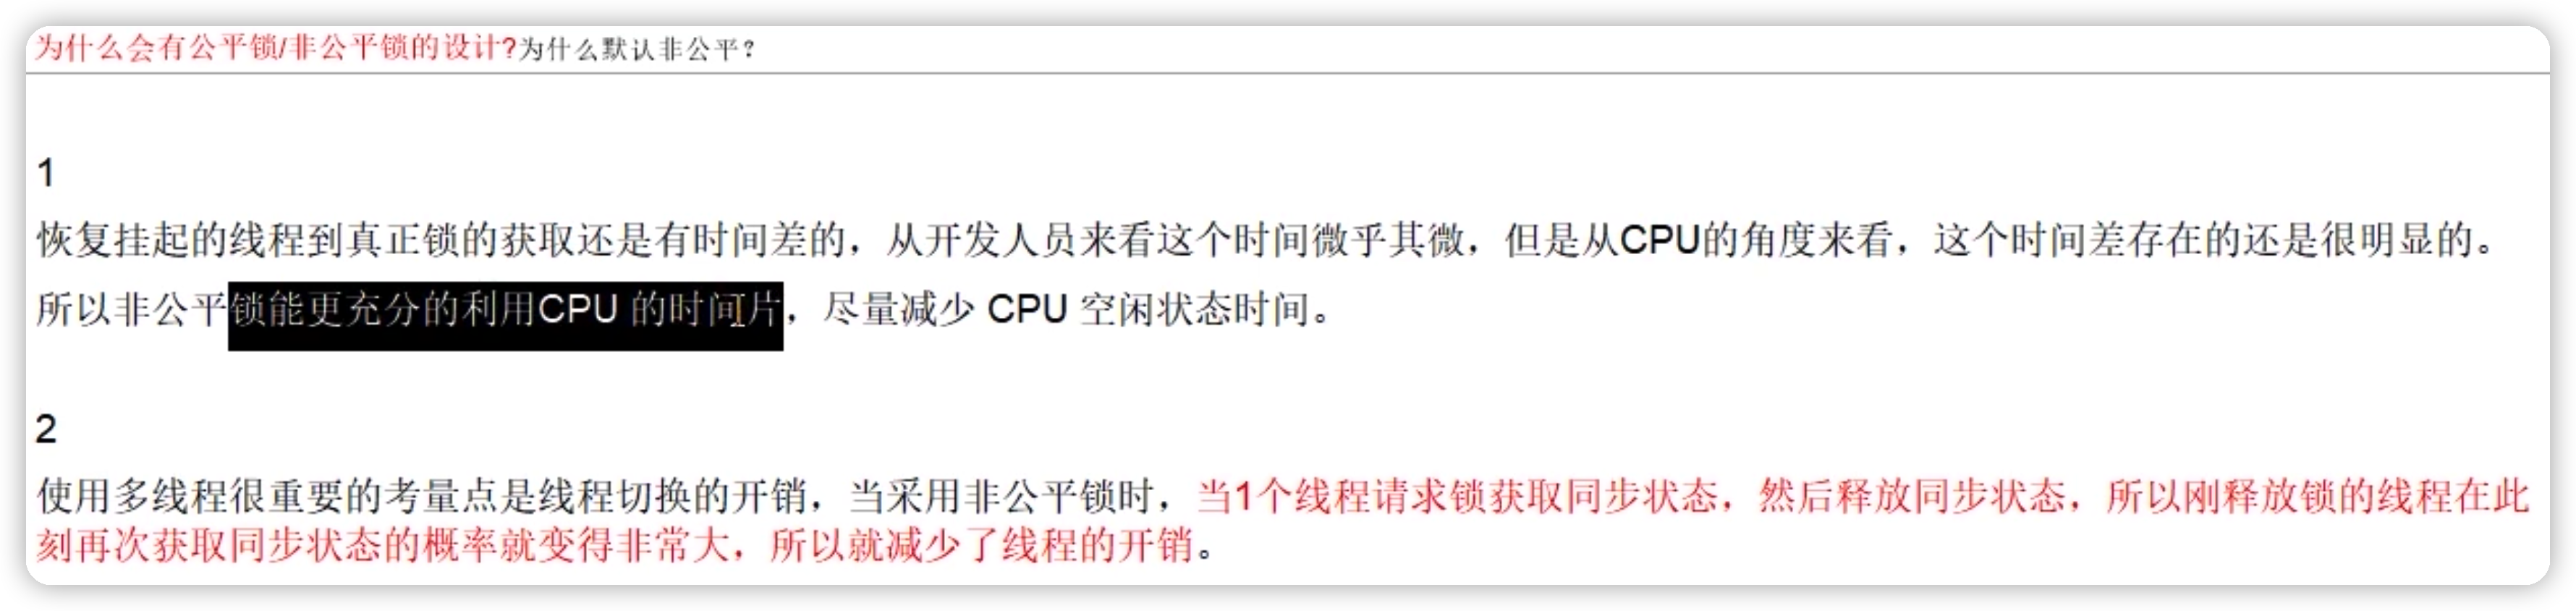 为什么会有公平锁/非公平锁的设计?为什么默认非公平？
1
恢复挂起的线程到真正锁的获取还是有时间差的，从开发人员来看这个时间微乎其微，但是从CPU的角度来看，这个时间差存在的还是很明显的。
所以非公平锁能更充分的利用CPU 的时间片，尽量减少 CPU 空闲状态时间。
2
使用多线程很重要的考量点是线程切换的开销，当采用非公平锁时，当1个线程请求锁获取同步状态，然后释放同步状态，所以刚释放锁的线程在此
刻再次获取同步状态的概率就变得非常大，所以就减少了线程的开销。